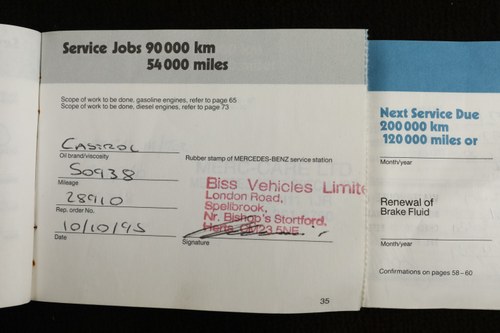 Service Jobs 90 000 km
54 000 miles
Scope of work to be done, gasoline engines, refer to page 65
Scope of work to be done, diesel engines, refer to page 73
Castrol
Oil brand/viscosity
50938
Mileage
28910
Rep. order No.
10/10/95
Date
Rubber stamp of MERCEDES-BENZ service station
Biss Vehicles Limite
London Road,
Spellbrook,
Nr. Bishop's Stortford,
Herts. CM23 5NE.
Signature
35
Next Service Due
200 000 km
120 000 miles or
Month/year
Renewal of
Brake Fluid
Month/year
Confirmations on pages 58 – 60